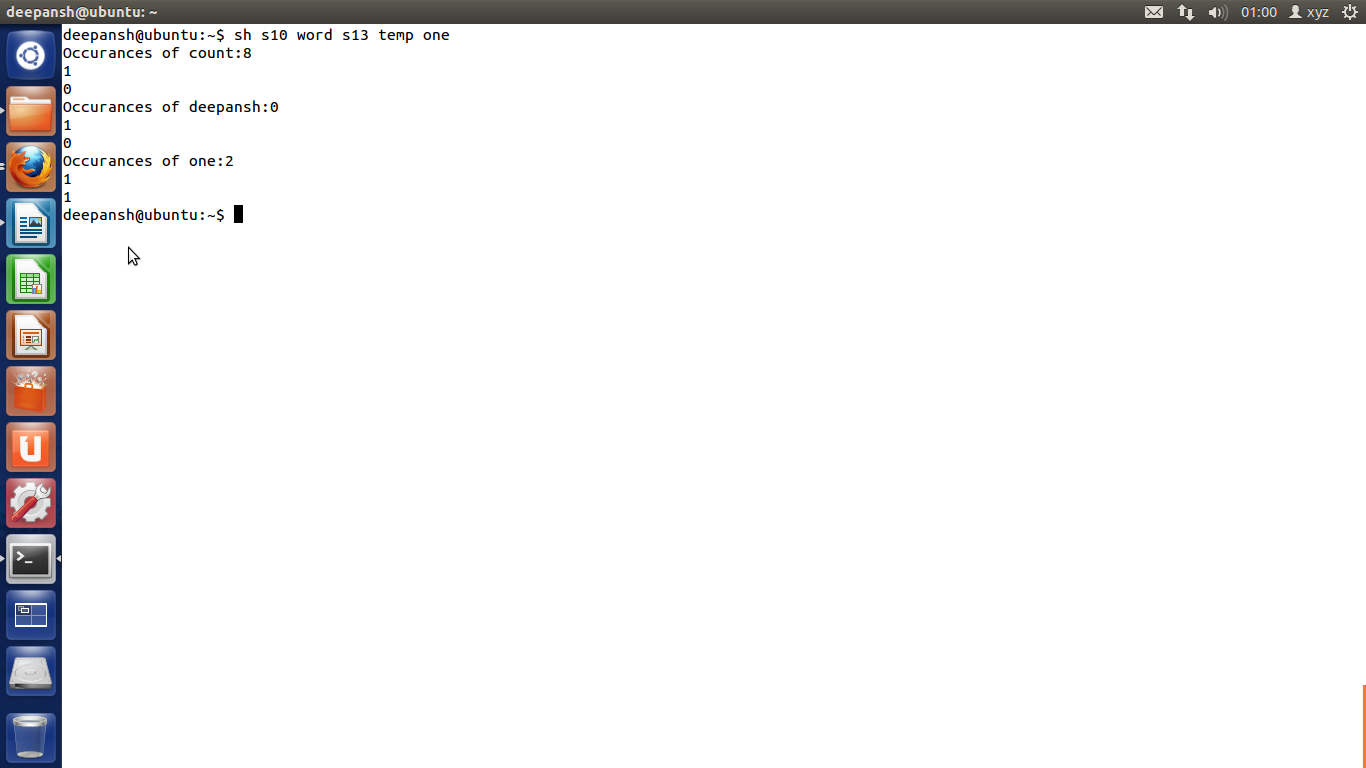 deepansh@ubuntu: ~
01:00
xyz
deepansh@ubuntu:~$ sh s10 word s13 temp one
Occurances of count:8
1
0
Occurances of deepansh:0
1
0
Occurances of one:2
1
1
deepansh@ubuntu:~$